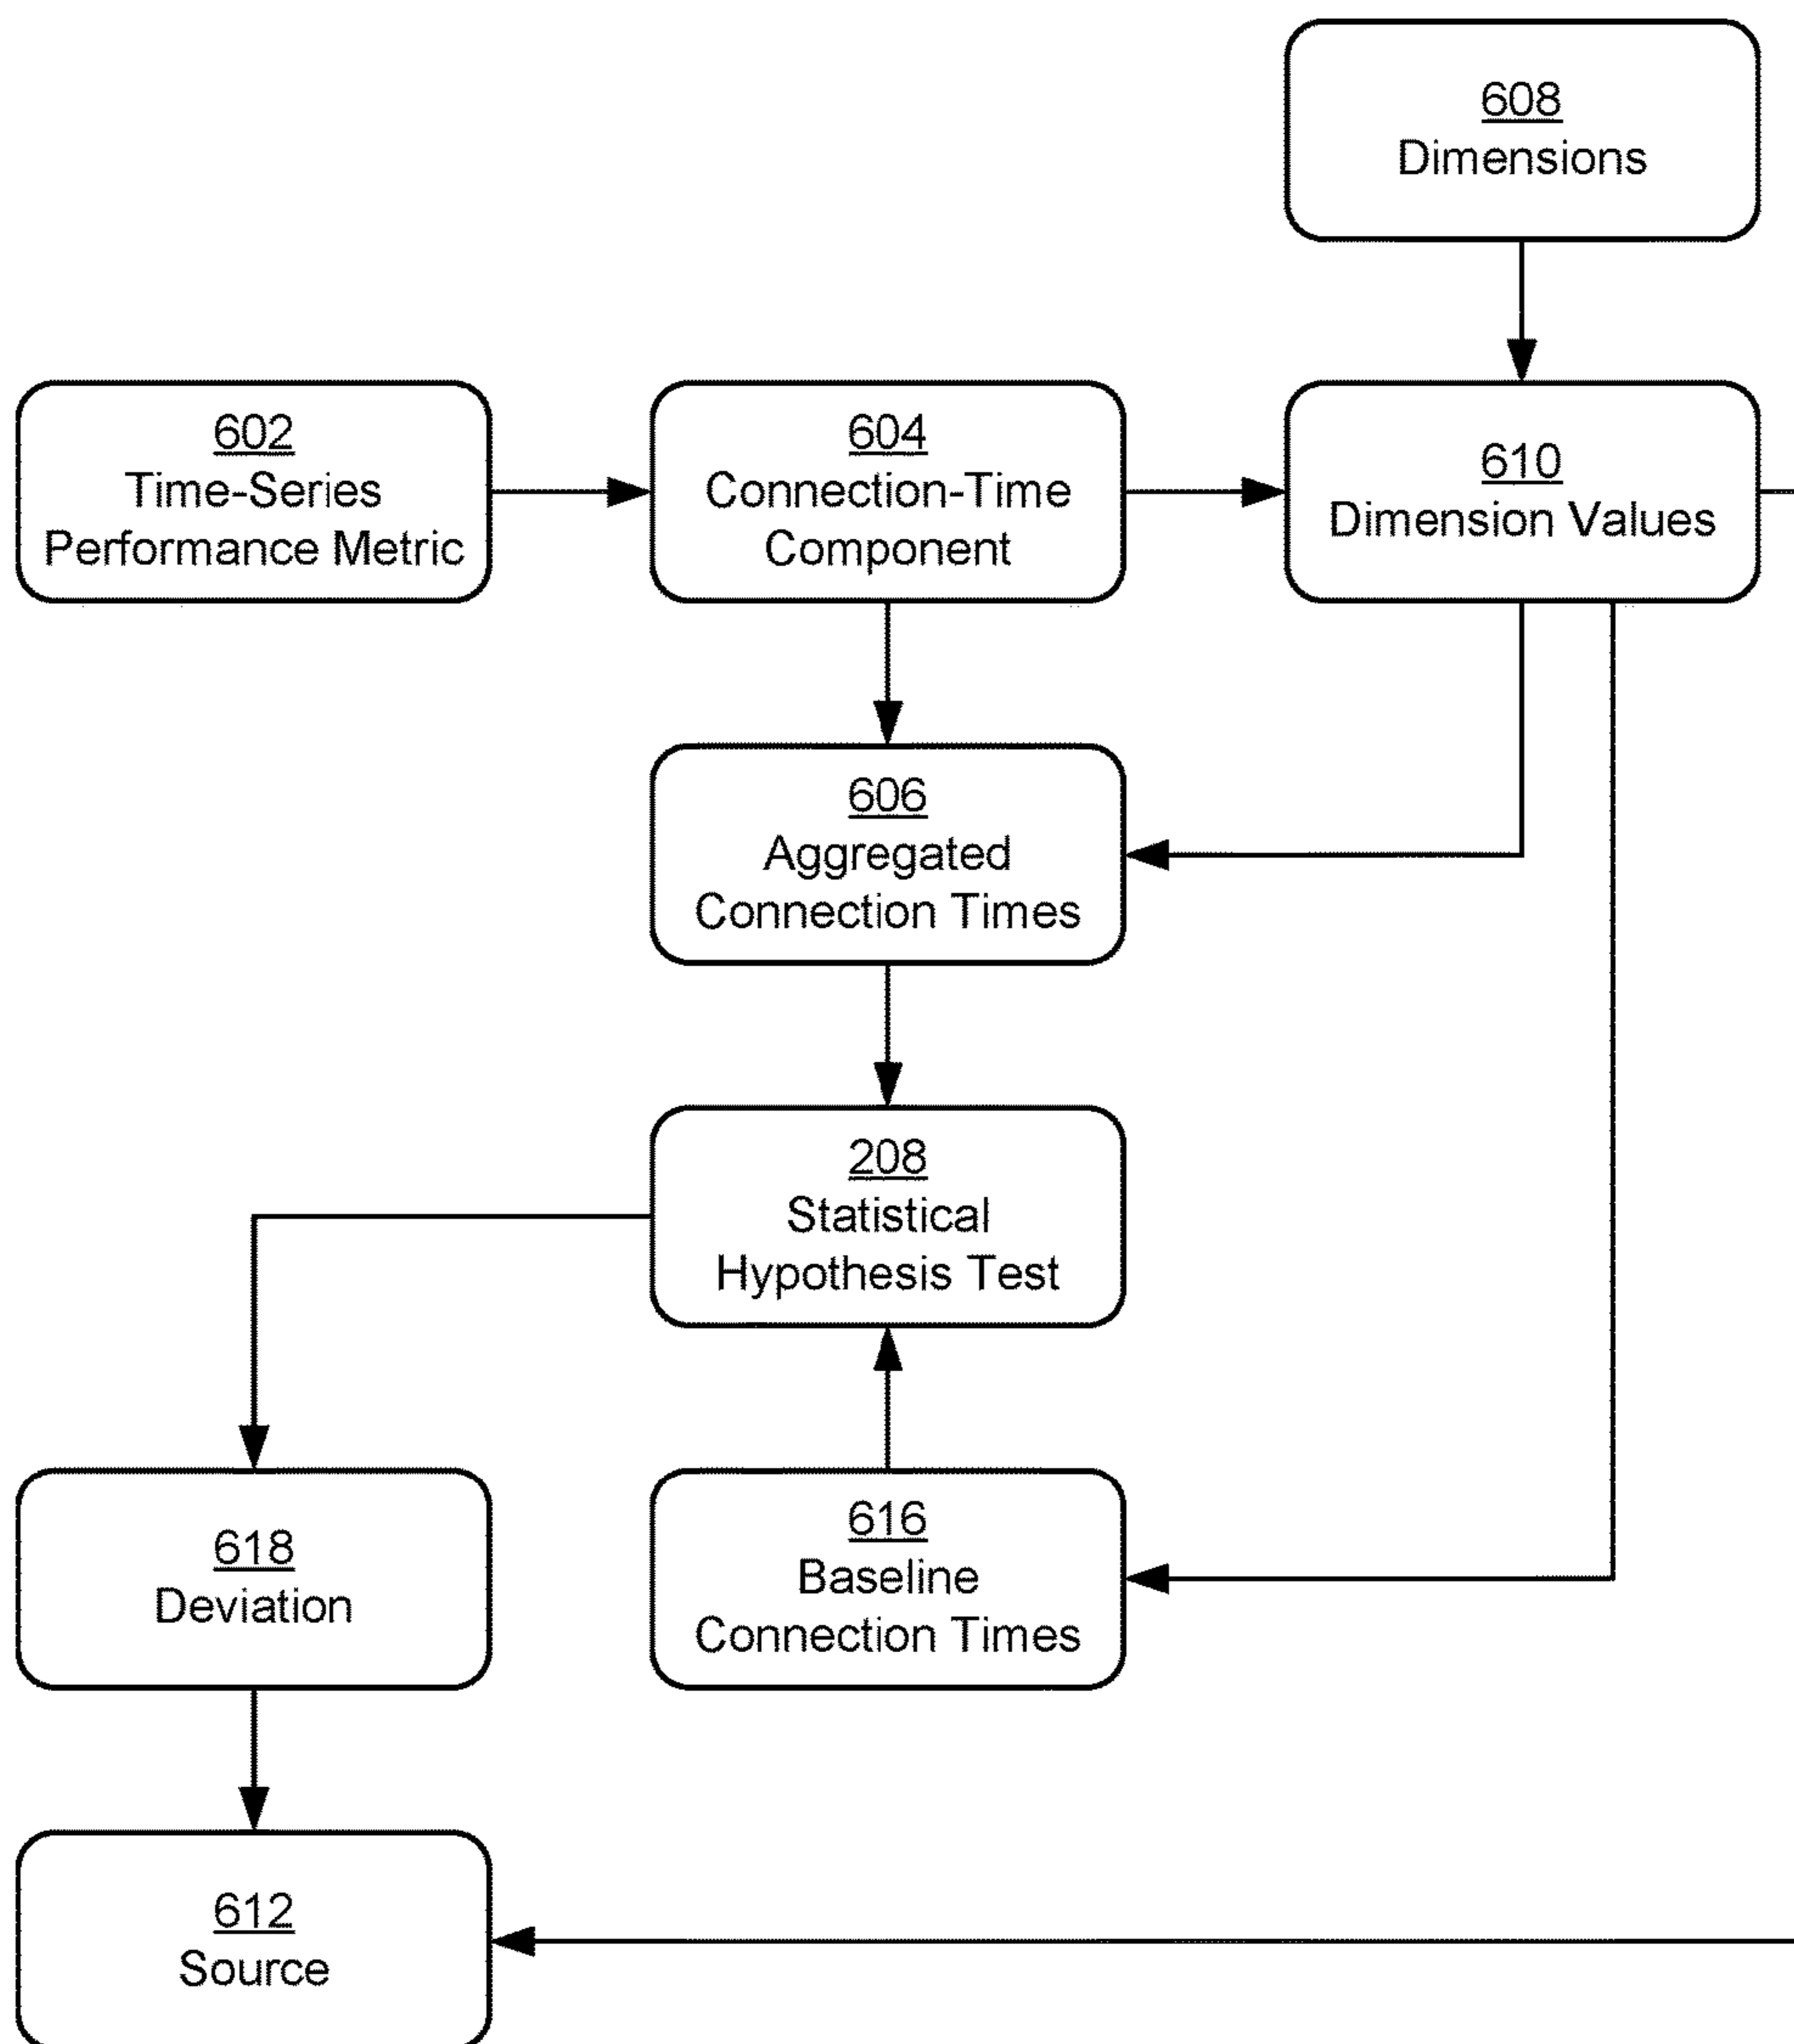 608
Dimensions
602
Time-Series
Performance Metric
604
Connection-Time
Component
610
Dimension Values
606
Aggregated
Connection Times
208
Statistical
Hypothesis Test
618
Deviation
616
Baseline
Connection Times
612
Source